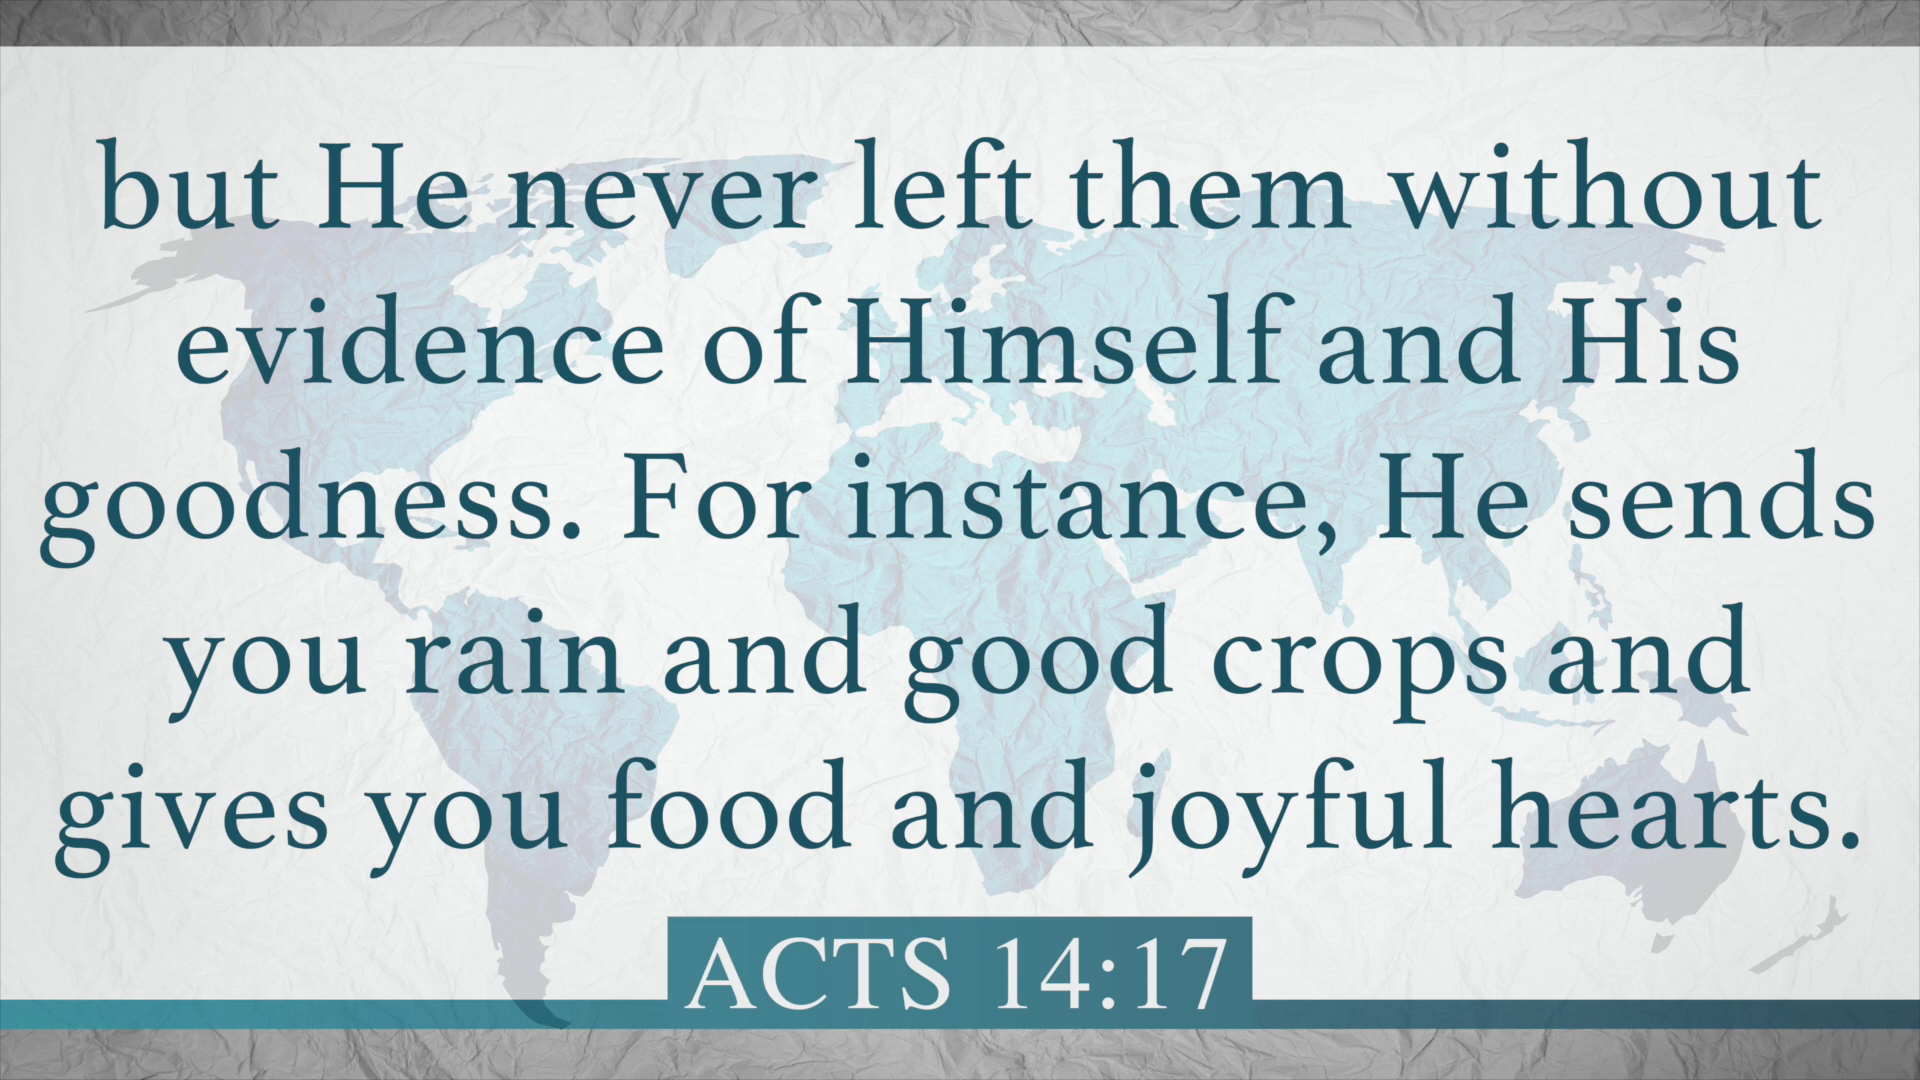 but He never left them without
evidence of Himself and His
goodness. For instance, He sends
you rain and good crops and
gives you food and joyful hearts.
ACTS 14:17